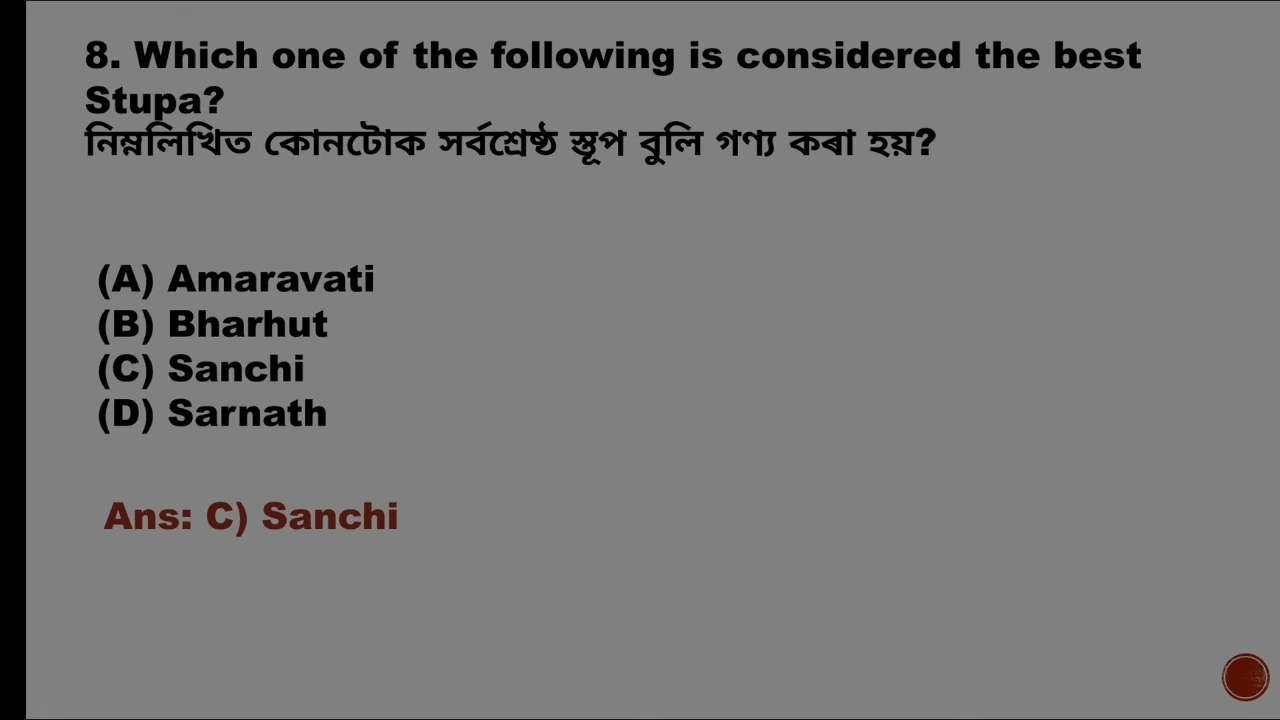 8. Which one of the following is considered the best
Stupa?
নিম্নলিখিত কোনটোক সৰ্বশ্ৰেষ্ঠ স্তূপ বুলি গণ্য কৰা হয়?
(A) Amaravati
(B) Bharhut
(C) Sanchi
(D) Sarnath
Ans: C) Sanchi